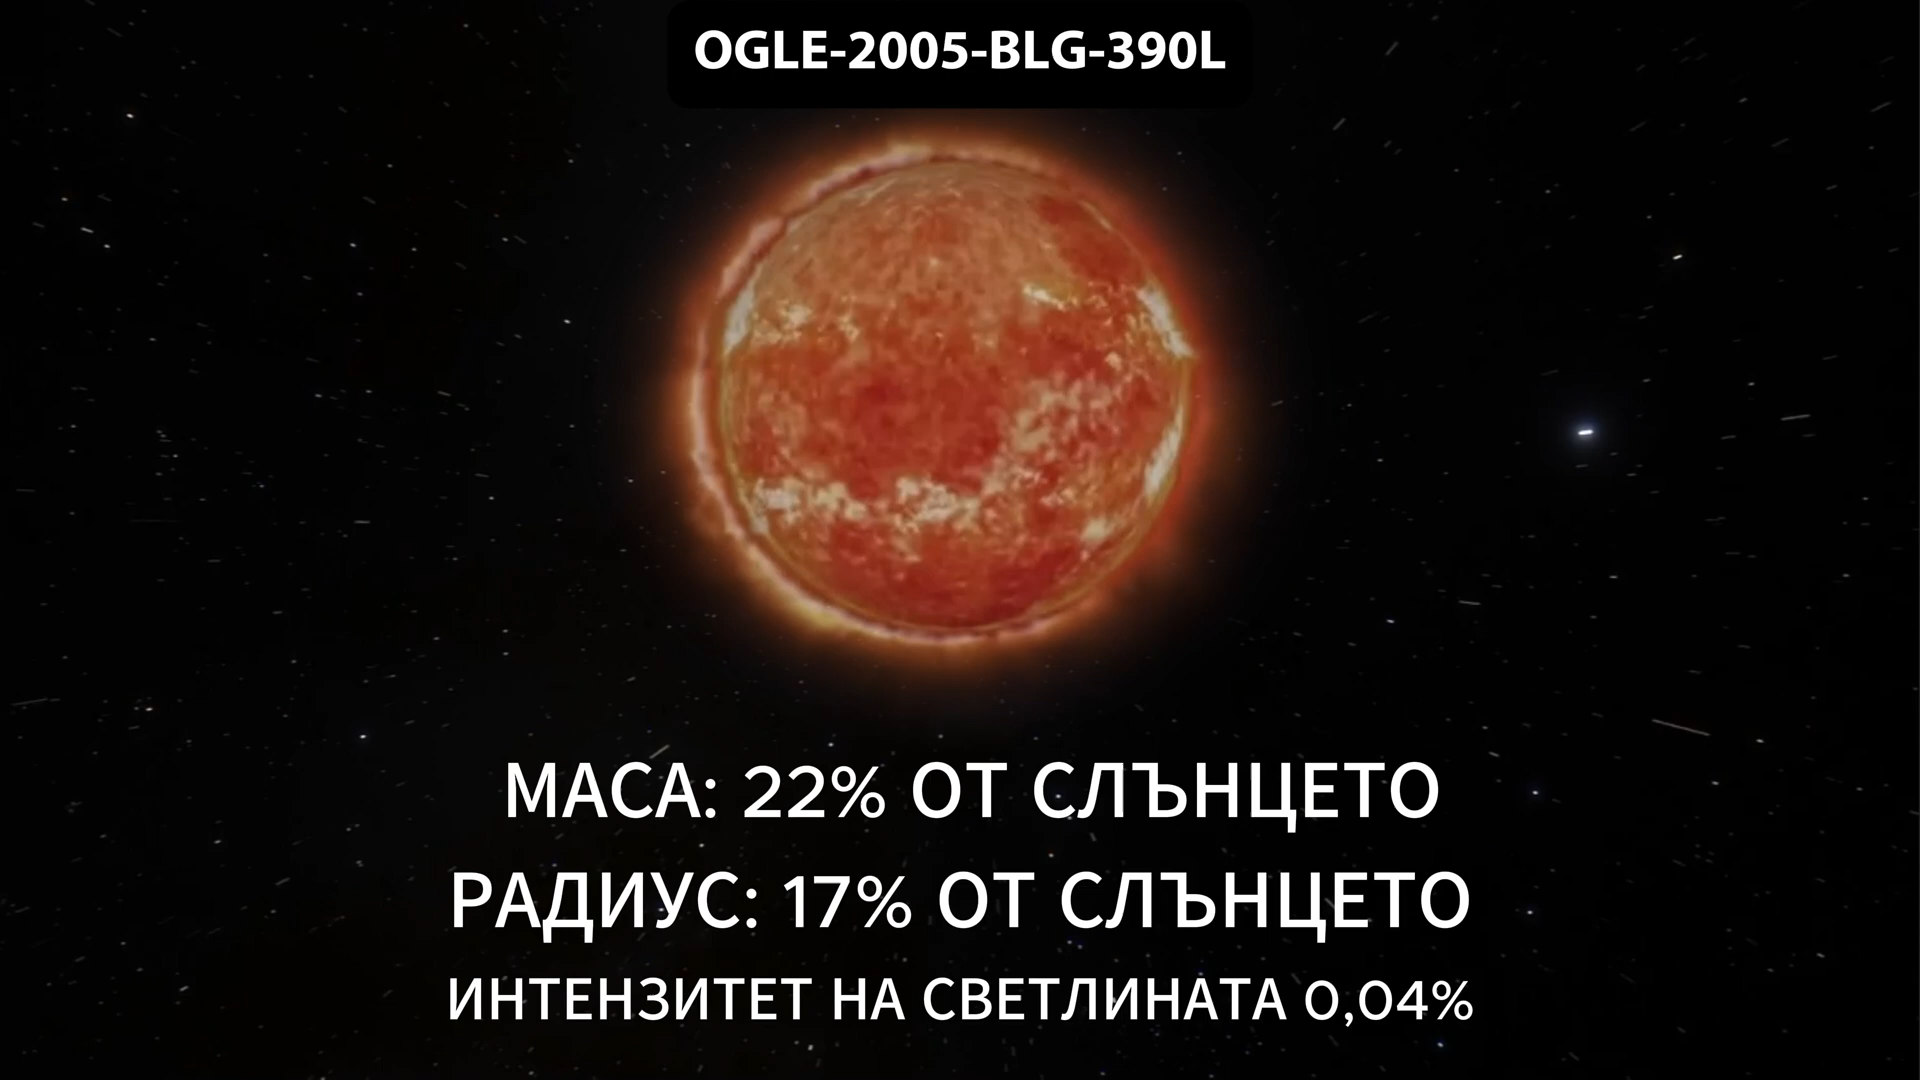 OGLE-2005-BLG-390L
МАСА: 22% ОТ СЛЪНЦЕТО
РАДИУС: 17% ОТ СЛЪНЦЕТО
ИНТЕНЗИТЕТ НА СВЕТЛИНАТА 0,04%